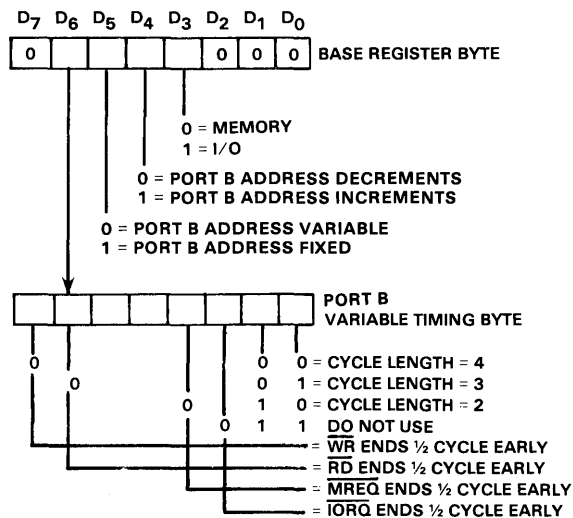 D7 D6 D5 D4 D3 D2 D1 D0
0 0 0 0 BASE REGISTER BYTE
0 = MEMORY
1 = I/O
0 = PORT B ADDRESS DECREMENTS
1 = PORT B ADDRESS INCREMENTS
0 = PORT B ADDRESS VARIABLE
1 = PORT B ADDRESS FIXED
PORT B
VARIABLE TIMING BYTE
0 0 0 = CYCLE LENGTH = 4
0 0 1 = CYCLE LENGTH = 3
0 1 0 = CYCLE LENGTH = 2
0 1 1 DO NOT USE
= W̅R̅ ENDS ½ CYCLE EARLY
= R̅D̅ ENDS ½ CYCLE EARLY
= M̅R̅E̅Q̅ ENDS ½ CYCLE EARLY
= I̅O̅R̅Q̅ ENDS ½ CYCLE EARLY